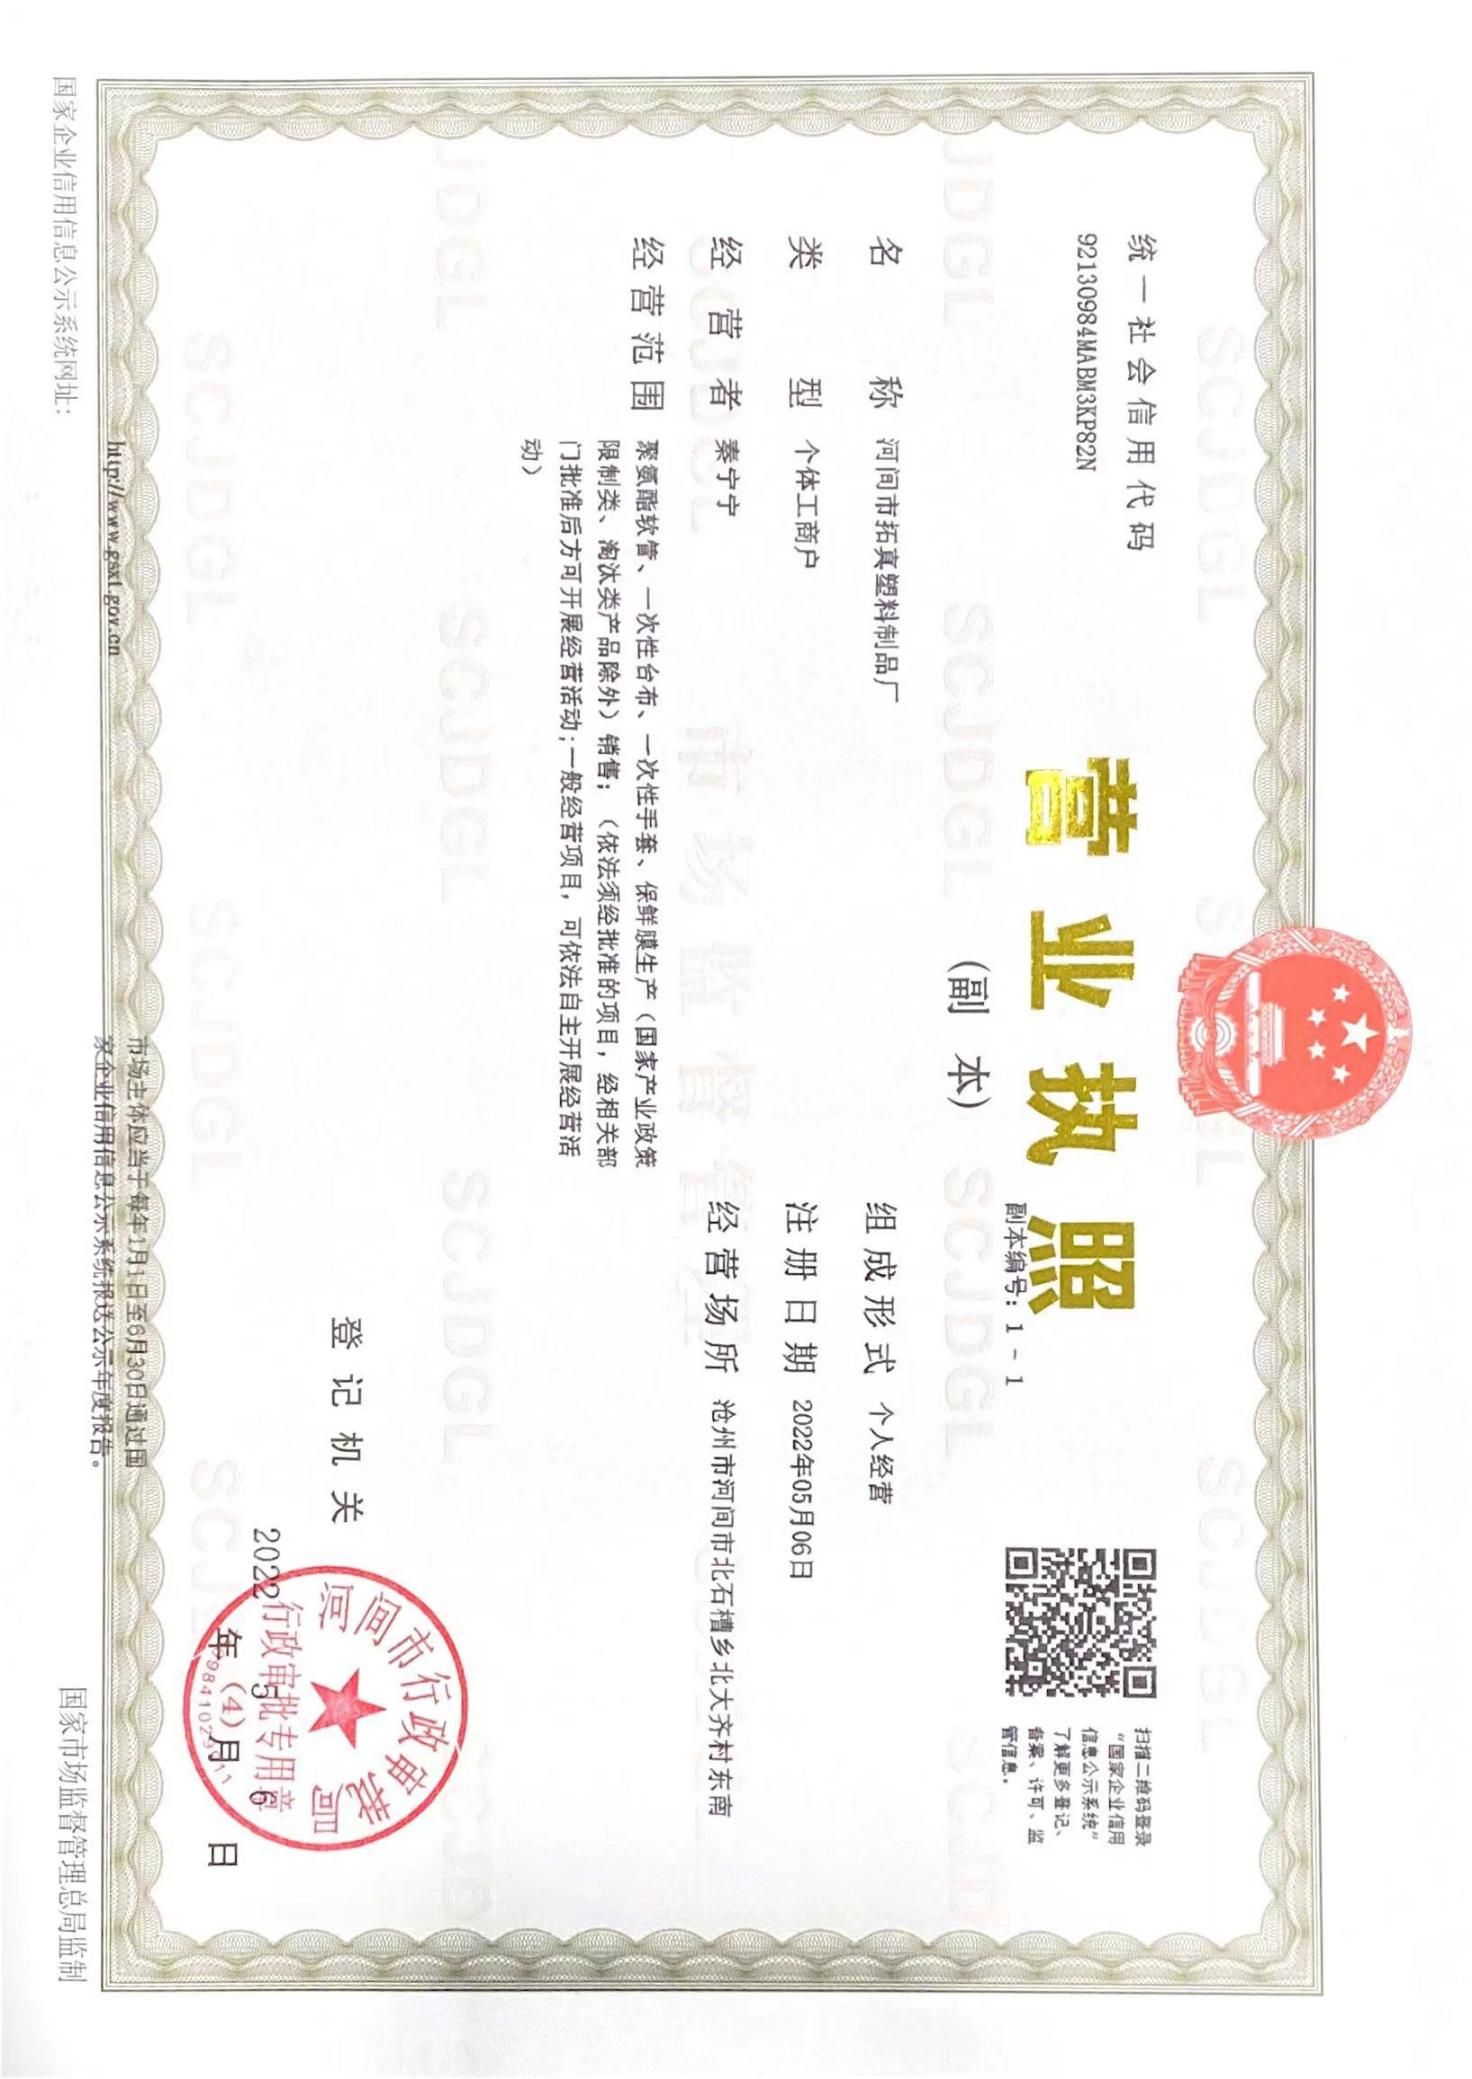 营业执照
(副 本)
副本编号：1 - 1
统一社会信用代码
92130984MABM3KP82N
扫描二维码登录
“国家企业信用
信息公示系统”
了解更多登记、
备案、许可、监
管信息。
名 称 河间市拓真塑料制品厂
类 型 个体工商户
经 营 者 秦宁宁
经营范围 聚氨酯软管、一次性台布、一次性手套、保鲜膜生产（国家产业政策
限制类、淘汰类产品除外）销售；（依法须经批准的项目，经相关部
门批准后方可开展经营活动;一般经营项目，可依法自主开展经营活
动）
组成形式 个人经营
注册日期 2022年05月06日
经营场所 沧州市河间市北石槽乡北大齐村东南
登记机关
河间市行政审批局
行政审批专用章
(4)
2022 年 5 月 6 日
国家企业信用信息公示系统网址：
http://www.gsxt.gov.cn
市场主体应当于每年1月1日至6月30日通过国
家企业信用信息公示系统报送公示年度报告。
国家市场监督管理总局监制
SCJDGL
市场监督管理